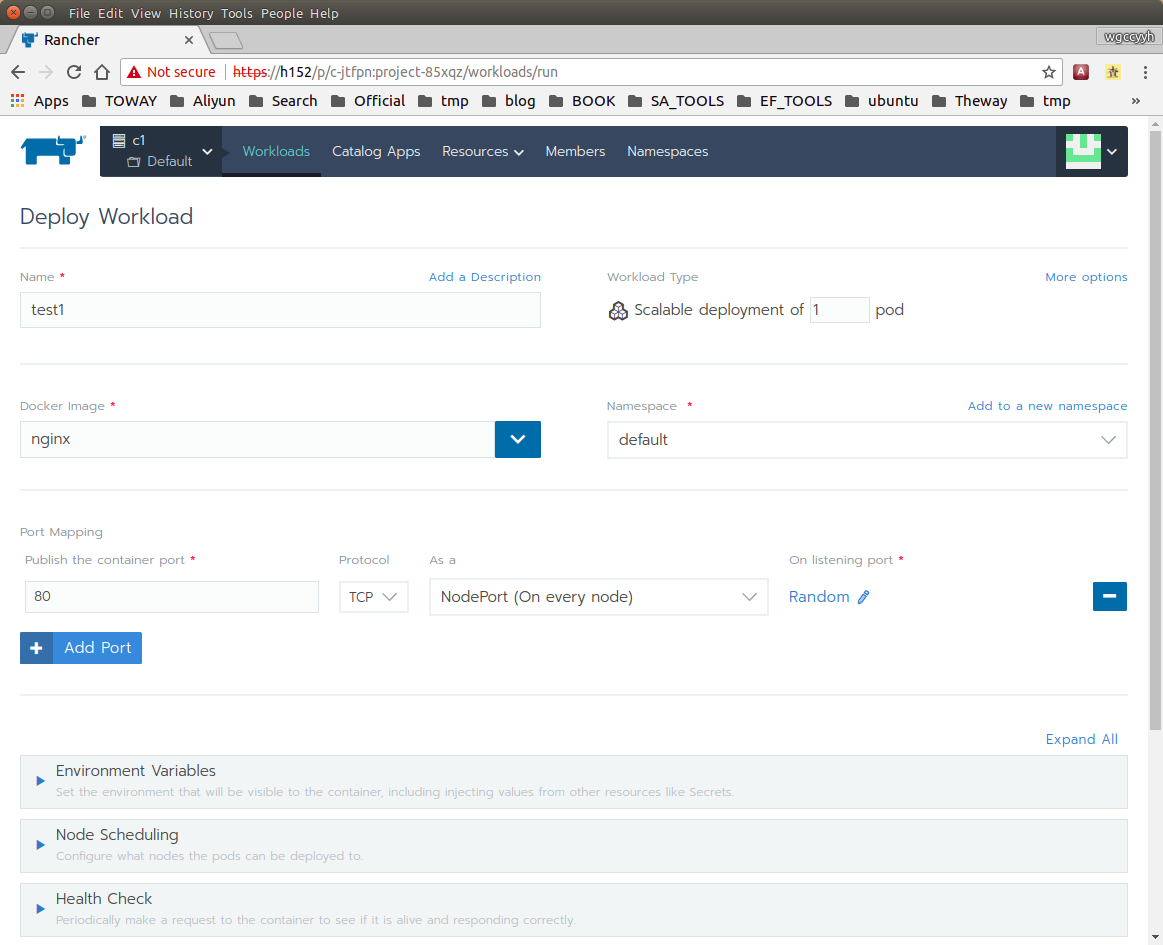 File Edit View History Tools People Help
Rancher
wgccyyh
Not secure https://h152/p/c-jtfpn:project-85xqz/workloads/run
Apps TOWAY Aliyun Search Official tmp blog BOOK SA_TOOLS EF_TOOLS ubuntu Theway tmp »
c1
Default
Workloads Catalog Apps Resources Members Namespaces
Deploy Workload
Name * Add a Description
test1
Workload Type More options
Scalable deployment of 1 pod
Docker Image *
nginx
Namespace * Add to a new namespace
default
Port Mapping
Publish the container port * Protocol As a On listening port *
80 TCP NodePort (On every node) Random
Add Port
Expand All
Environment Variables
Set the environment that will be visible to the container, including injecting values from other resources like Secrets.
Node Scheduling
Configure what nodes the pods can be deployed to.
Health Check
Periodically make a request to the container to see if it is alive and responding correctly.